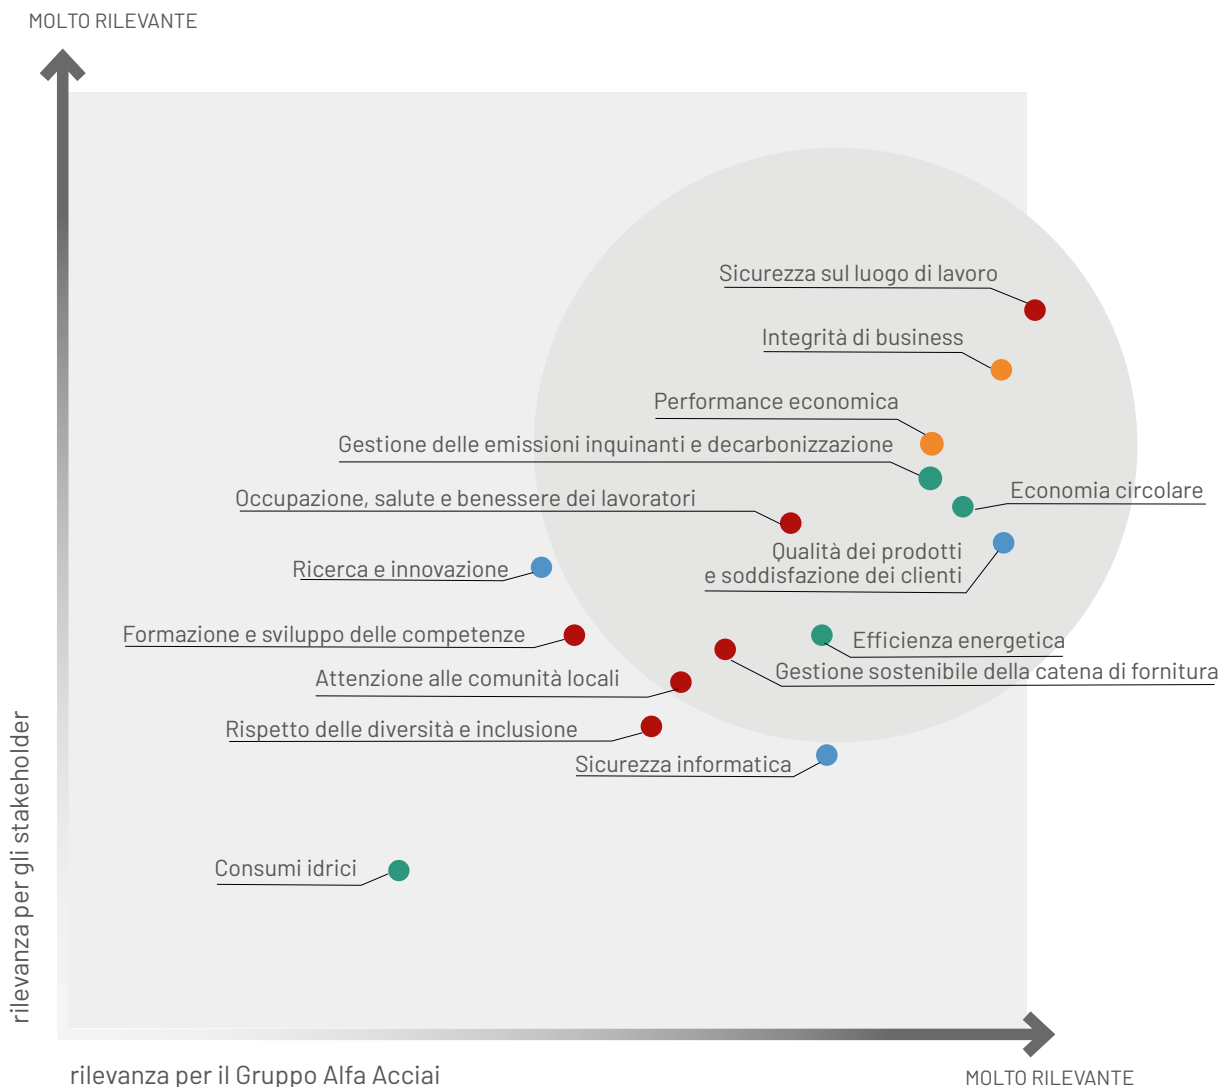 MOLTO RILEVANTE
Sicurezza sul luogo di lavoro
Integrità di business
Performance economica
Gestione delle emissioni inquinanti e decarbonizzazione
Economia circolare
Occupazione, salute e benessere dei lavoratori
Qualità dei prodotti
e soddisfazione dei clienti
Ricerca e innovazione
Formazione e sviluppo delle competenze
Efficienza energetica
Gestione sostenibile della catena di fornitura
Attenzione alle comunità locali
Rispetto delle diversità e inclusione
Sicurezza informatica
Consumi idrici
rilevanza per gli stakeholder
rilevanza per il Gruppo Alfa Acciai
MOLTO RILEVANTE